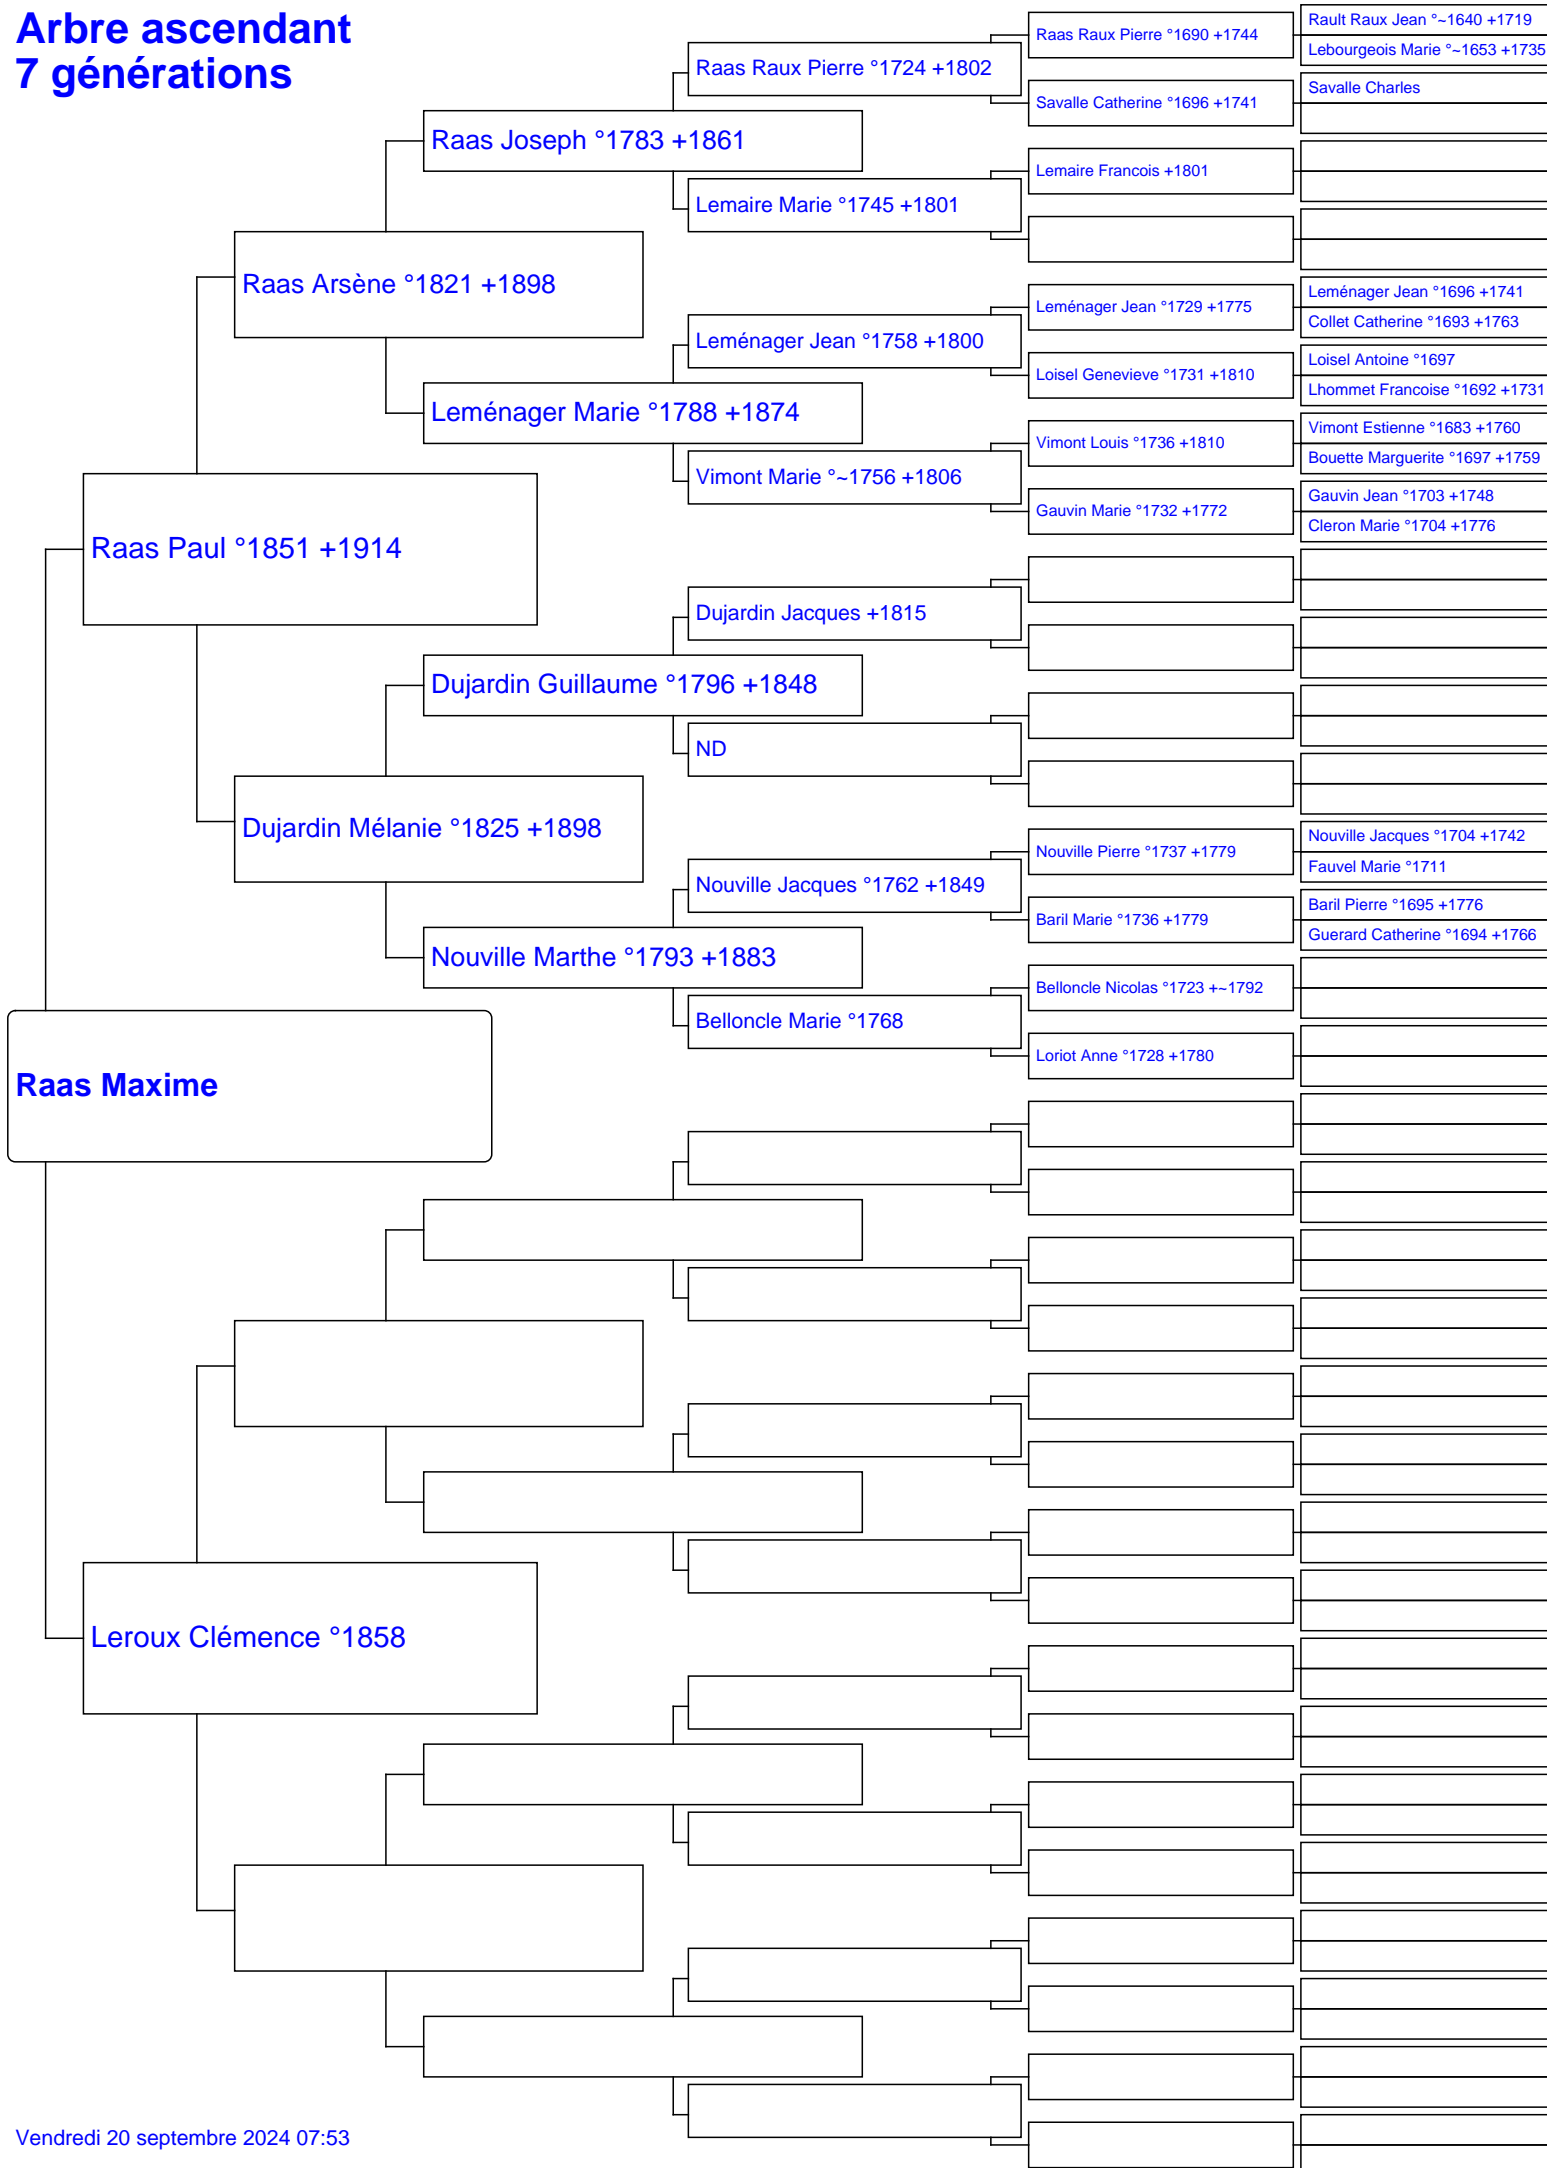 Arbre ascendant
7 générations
Raas Maxime
Raas Paul °1851 +1914
Leroux Clémence °1858
Raas Arsène °1821 +1898
Dujardin Mélanie °1825 +1898
Raas Joseph °1783 +1861
Leménager Marie °1788 +1874
Dujardin Guillaume °1796 +1848
Nouville Marthe °1793 +1883
Raas Raux Pierre °1724 +1802
Lemaire Marie °1745 +1801
Leménager Jean °1758 +1800
Vimont Marie °~1756 +1806
Dujardin Jacques +1815
ND
Nouville Jacques °1762 +1849
Belloncle Marie °1768
Raas Raux Pierre °1690 +1744
Savalle Catherine °1696 +1741
Lemaire Francois +1801
Leménager Jean °1729 +1775
Loisel Genevieve °1731 +1810
Vimont Louis °1736 +1810
Gauvin Marie °1732 +1772
Nouville Pierre °1737 +1779
Baril Marie °1736 +1779
Belloncle Nicolas °1723 +~1792
Loriot Anne °1728 +1780
Rault Raux Jean °~1640 +1719
Lebourgeois Marie °~1653 +1735
Savalle Charles
Leménager Jean °1696 +1741
Collet Catherine °1693 +1763
Loisel Antoine °1697
Lhommet Francoise °1692 +1731
Vimont Estienne °1683 +1760
Bouette Marguerite °1697 +1759
Gauvin Jean °1703 +1748
Cleron Marie °1704 +1776
Nouville Jacques °1704 +1742
Fauvel Marie °1711
Baril Pierre °1695 +1776
Guerard Catherine °1694 +1766
Vendredi 20 septembre 2024 07:53